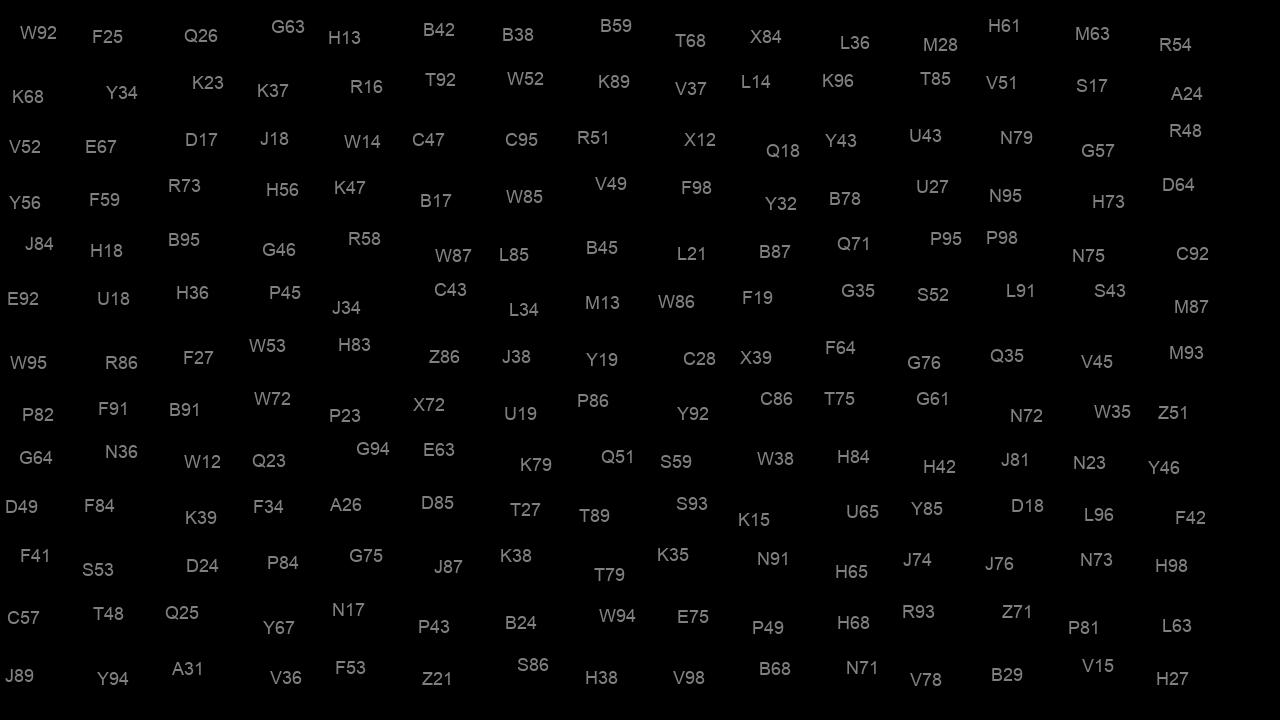 W92 F25 Q26 G63 H13 B42 B38 B59 T68 X84 L36 M28 H61 M63 R54
K68 Y34 K23 K37 R16 T92 W52 K89 V37 L14 K96 T85 V51 S17 A24
V52 E67 D17 J18 W14 C47 C95 R51 X12 Q18 Y43 U43 N79 G57 R48
Y56 F59 R73 H56 K47 B17 W85 V49 F98 Y32 B78 U27 N95 H73 D64
J84 H18 B95 G46 R58 W87 L85 B45 L21 B87 Q71 P95 P98 N75 C92
E92 U18 H36 P45 J34 C43 L34 M13 W86 F19 G35 S52 L91 S43 M87
W95 R86 F27 W53 H83 Z86 J38 Y19 C28 X39 F64 G76 Q35 V45 M93
P82 F91 B91 W72 P23 X72 U19 P86 Y92 C86 T75 G61 N72 W35 Z51
G64 N36 W12 Q23 G94 E63 K79 Q51 S59 W38 H84 H42 J81 N23 Y46
D49 F84 K39 F34 A26 D85 T27 T89 S93 K15 U65 Y85 D18 L96 F42
F41 S53 D24 P84 G75 J87 K38 T79 K35 N91 H65 J74 J76 N73 H98
C57 T48 Q25 Y67 N17 P43 B24 W94 E75 P49 H68 R93 Z71 P81 L63
J89 Y94 A31 V36 F53 Z21 S86 H38 V98 B68 N71 V78 B29 V15 H27